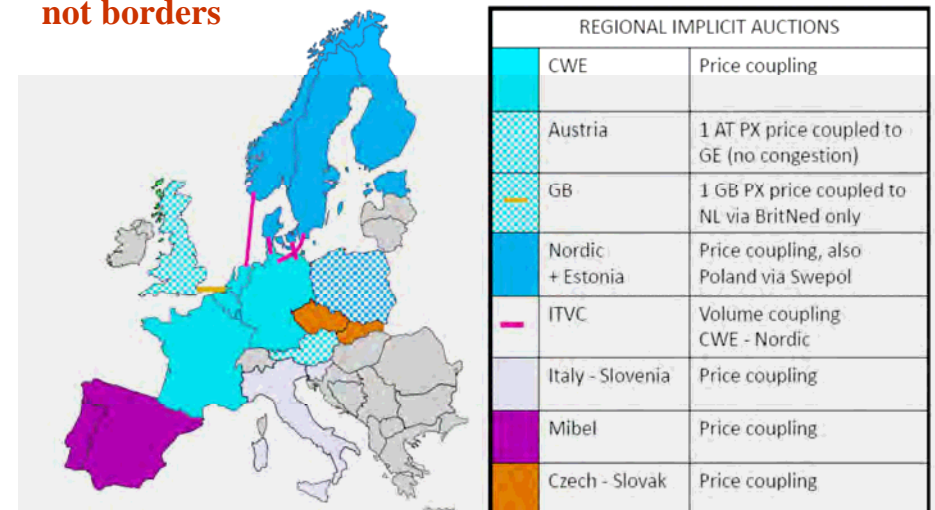 not borders
REGIONAL IMPLICIT AUCTIONS
CWE
Price coupling
Austria
1 AT PX price coupled to
GE (no congestion)
GB
1 GB PX price coupled to
NL via BritNed only
Nordic
+ Estonia
Price coupling, also
Poland via Swepol
ITVC
Volume coupling
CWE - Nordic
Italy - Slovenia
Price coupling
Mibel
Price coupling
Czech - Slovak
Price coupling